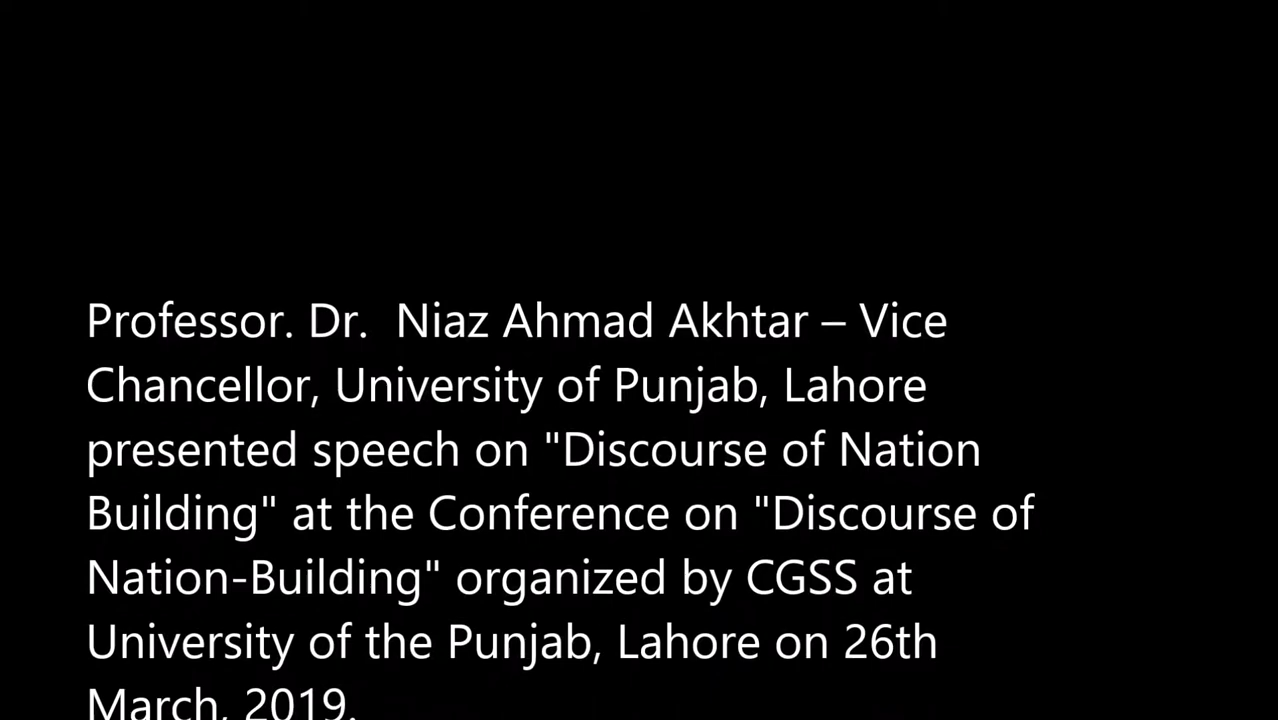 Professor. Dr.  Niaz Ahmad Akhtar – Vice
Chancellor, University of Punjab, Lahore
presented speech on "Discourse of Nation
Building" at the Conference on "Discourse of
Nation-Building" organized by CGSS at
University of the Punjab, Lahore on 26th
March, 2019.